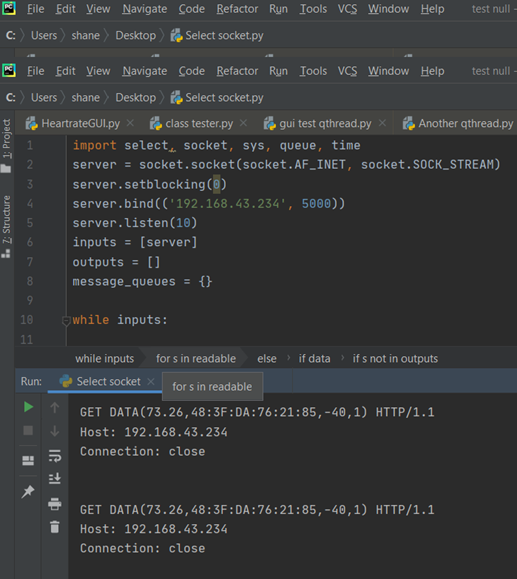 PC File Edit View Navigate Code Refactor Run Tools VCS Window Help test null -
C: > Users > shane > Desktop > Select socket.py
PC File Edit View Navigate Code Refactor Run Tools VCS Window Help test null -
C: > Users > shane > Desktop > Select socket.py
HeartrateGUI.py × class tester.py × gui test qthread.py × Another qthread.py
1: Project
7: Structure
1 import select, socket, sys, queue, time
2 server = socket.socket(socket.AF_INET, socket.SOCK_STREAM)
3 server.setblocking(0)
4 server.bind(('192.168.43.234', 5000))
5 server.listen(10)
6 inputs = [server]
7 outputs = []
8 message_queues = {}
9
10 while inputs:
11
while inputs > for s in readable > else > if data > if s not in outputs
Run: Select socket ×
for s in readable
GET DATA(73.26,48:3F:DA:76:21:85,-40,1) HTTP/1.1
Host: 192.168.43.234
Connection: close
GET DATA(73.26,48:3F:DA:76:21:85,-40,1) HTTP/1.1
Host: 192.168.43.234
Connection: close